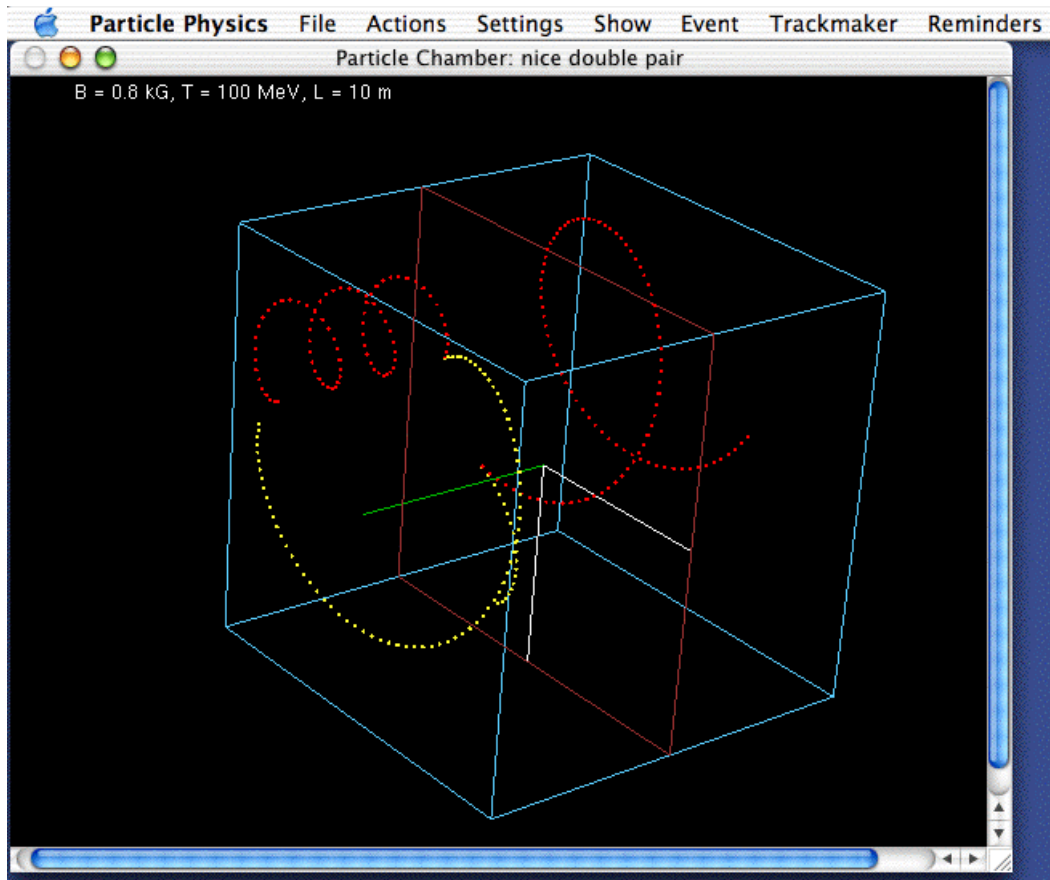 Particle Physics File Actions Settings Show Event Trackmaker Reminders
Particle Chamber: nice double pair
B = 0.8 kG, T = 100 MeV, L = 10 m